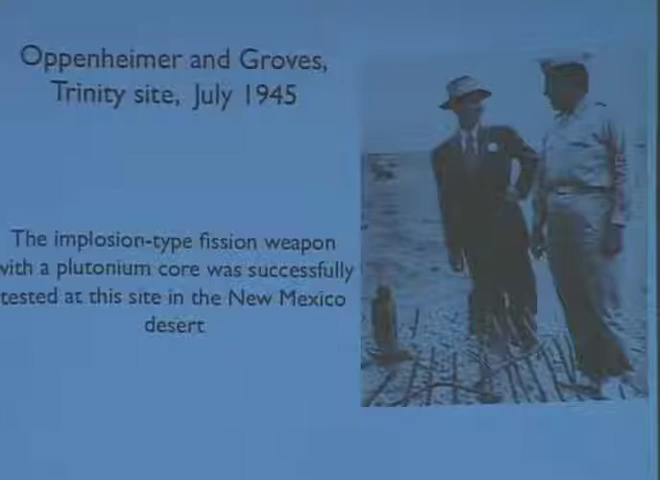 Oppenheimer and Groves,
Trinity site, July 1945
The implosion-type fission weapon
with a plutonium core was successfully
tested at this site in the New Mexico
desert